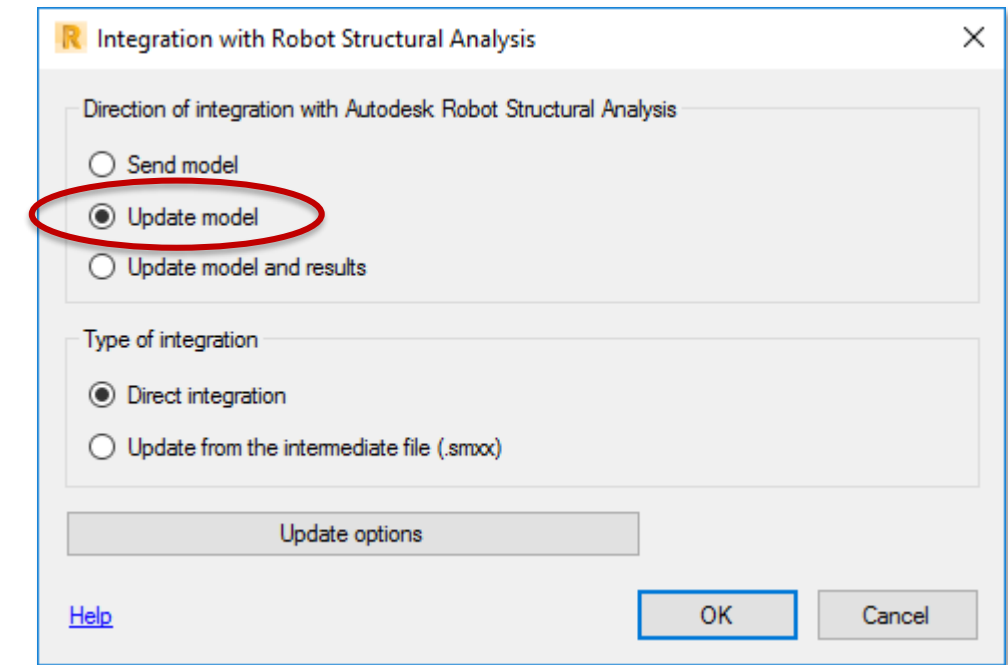 R Integration with Robot Structural Analysis
Direction of integration with Autodesk Robot Structural Analysis
Send model
Update model
Update model and results
Type of integration
Direct integration
Update from the intermediate file (.smxx)
Update options
Help OK Cancel